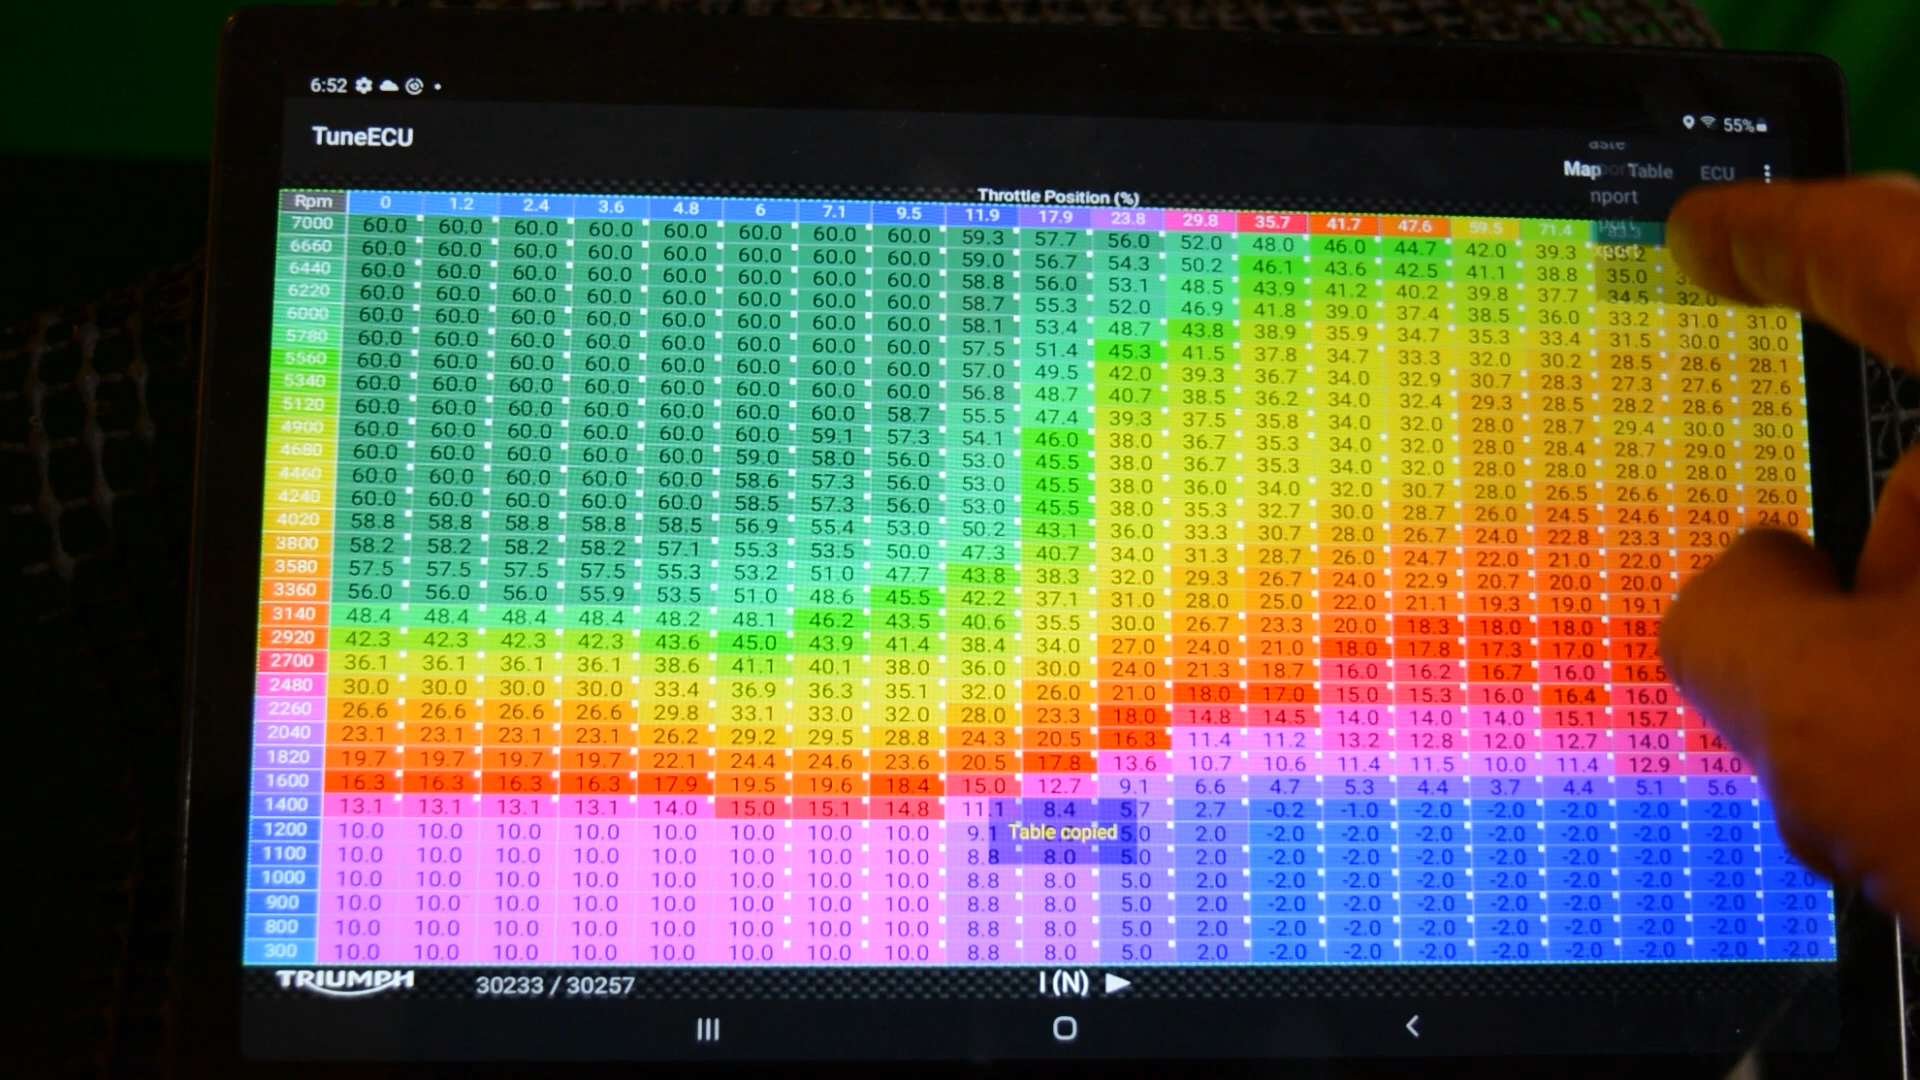 6:52
55%
TuneECU
Map Table ECU
nport
Throttle Position (%)
Rpm 0 1.2 2.4 3.6 4.8 6 7.1 9.5 11.9 17.9 23.8 29.8 35.7 41.7 47.6 59.5 71.4
7000 60.0 60.0 60.0 60.0 60.0 60.0 60.0 60.0 59.3 57.7 56.0 52.0 48.0 46.0 44.7 42.0 39.3
6660 60.0 60.0 60.0 60.0 60.0 60.0 60.0 60.0 59.0 56.7 54.3 50.2 46.1 43.6 42.5 41.1 38.8 35.0
6440 60.0 60.0 60.0 60.0 60.0 60.0 60.0 60.0 58.8 56.0 53.1 48.5 43.9 41.2 40.2 39.8 37.7 34.5 32.0
6220 60.0 60.0 60.0 60.0 60.0 60.0 60.0 60.0 58.7 55.3 52.0 46.9 41.8 39.0 37.4 38.5 36.0 33.2 31.0 31.0
6000 60.0 60.0 60.0 60.0 60.0 60.0 60.0 60.0 58.1 53.4 48.7 43.8 38.9 35.9 34.7 35.3 33.4 31.5 30.0 30.0
5780 60.0 60.0 60.0 60.0 60.0 60.0 60.0 60.0 57.5 51.4 45.3 41.5 37.8 34.7 33.3 32.0 30.2 28.5 28.6 28.1
5560 60.0 60.0 60.0 60.0 60.0 60.0 60.0 60.0 57.0 49.5 42.0 39.3 36.7 34.0 32.9 30.7 28.3 27.3 27.6 27.6
5340 60.0 60.0 60.0 60.0 60.0 60.0 60.0 60.0 56.8 48.7 40.7 38.5 36.2 34.0 32.4 29.3 28.5 28.2 28.6 28.6
5120 60.0 60.0 60.0 60.0 60.0 60.0 60.0 58.7 55.5 47.4 39.3 37.5 35.8 34.0 32.0 28.0 28.7 29.4 30.0 30.0
4900 60.0 60.0 60.0 60.0 60.0 60.0 59.1 57.3 54.1 46.0 38.0 36.7 35.3 34.0 32.0 28.0 28.4 28.7 29.0 29.0
4680 60.0 60.0 60.0 60.0 60.0 59.0 58.0 56.0 53.0 45.5 38.0 36.7 35.3 34.0 32.0 28.0 28.0 28.0 28.0 28.0
4460 60.0 60.0 60.0 60.0 60.0 58.6 57.3 56.0 53.0 45.5 38.0 36.0 34.0 32.0 30.7 28.0 26.5 26.6 26.0 26.0
4240 60.0 60.0 60.0 60.0 60.0 58.5 57.3 56.0 53.0 45.5 38.0 35.3 32.7 30.0 28.7 26.0 24.5 24.6 24.0 24.0
4020 58.8 58.8 58.8 58.8 58.5 56.9 55.4 53.0 50.2 43.1 36.0 33.3 30.7 28.0 26.7 24.0 22.8 23.3 23.0
3800 58.2 58.2 58.2 58.2 57.1 55.3 53.5 50.0 47.3 40.7 34.0 31.3 28.7 26.0 24.7 22.0 21.0 22.0
3580 57.5 57.5 57.5 57.5 55.3 53.2 51.0 47.7 43.8 38.3 32.0 29.3 26.7 24.0 22.9 20.7 20.0 20.0
3360 56.0 56.0 56.0 55.9 53.5 51.0 48.6 45.5 42.2 37.1 31.0 28.0 25.0 22.0 21.1 19.3 19.0 19.1
3140 48.4 48.4 48.4 48.4 48.2 48.1 46.2 43.5 40.6 35.5 30.0 26.7 23.3 20.0 18.3 18.0 18.0
2920 42.3 42.3 42.3 42.3 43.6 45.0 43.9 41.4 38.4 34.0 27.0 24.0 21.0 18.0 17.8 17.3 17.0
2700 36.1 36.1 36.1 36.1 38.6 41.1 40.1 38.0 36.0 30.0 24.0 21.3 18.7 16.0 16.2 16.7 16.0 16.5
2480 30.0 30.0 30.0 30.0 33.4 36.9 36.3 35.1 32.0 26.0 21.0 18.0 17.0 15.0 15.3 16.0 16.4 16.0
2260 26.6 26.6 26.6 26.6 29.8 33.1 33.0 32.0 28.0 23.3 18.0 14.8 14.5 14.0 14.0 14.0 15.1 15.7
2040 23.1 23.1 23.1 23.1 26.2 29.2 29.5 28.8 24.3 20.5 16.3 11.4 11.2 13.2 12.8 12.0 12.7 14.0
1820 19.7 19.7 19.7 19.7 22.1 24.4 24.6 23.6 20.5 17.8 13.6 10.7 10.6 11.4 11.5 10.0 11.4 12.9 14.0
1600 16.3 16.3 16.3 16.3 17.9 19.5 19.6 18.4 15.0 12.7 9.1 6.6 4.7 5.3 4.4 3.7 4.4 5.1 5.6
1400 13.1 13.1 13.1 13.1 14.0 15.0 15.1 14.8 11.1 8.4 5.7 2.7 -0.2 -1.0 -2.0 -2.0 -2.0 -2.0 -2.0
1200 10.0 10.0 10.0 10.0 10.0 10.0 10.0 10.0 9.1 Table copied 5.0 2.0 -2.0 -2.0 -2.0 -2.0 -2.0 -2.0 -2.0
1100 10.0 10.0 10.0 10.0 10.0 10.0 10.0 10.0 8.8 8.0 5.0 2.0 -2.0 -2.0 -2.0 -2.0 -2.0 -2.0 -2.0
1000 10.0 10.0 10.0 10.0 10.0 10.0 10.0 10.0 8.8 8.0 5.0 2.0 -2.0 -2.0 -2.0 -2.0 -2.0 -2.0 -2.0 -2.0
900 10.0 10.0 10.0 10.0 10.0 10.0 10.0 10.0 8.8 8.0 5.0 2.0 -2.0 -2.0 -2.0 -2.0 -2.0 -2.0 -2.0 -2.0
800 10.0 10.0 10.0 10.0 10.0 10.0 10.0 10.0 8.8 8.0 5.0 2.0 -2.0 -2.0 -2.0 -2.0 -2.0 -2.0 -2.0 -2.0
300 10.0 10.0 10.0 10.0 10.0 10.0 10.0 10.0 8.8 8.0 5.0 2.0 -2.0 -2.0 -2.0 -2.0 -2.0 -2.0 -2.0 -2.0
TRIUMPH 30233 / 30257 I (N)